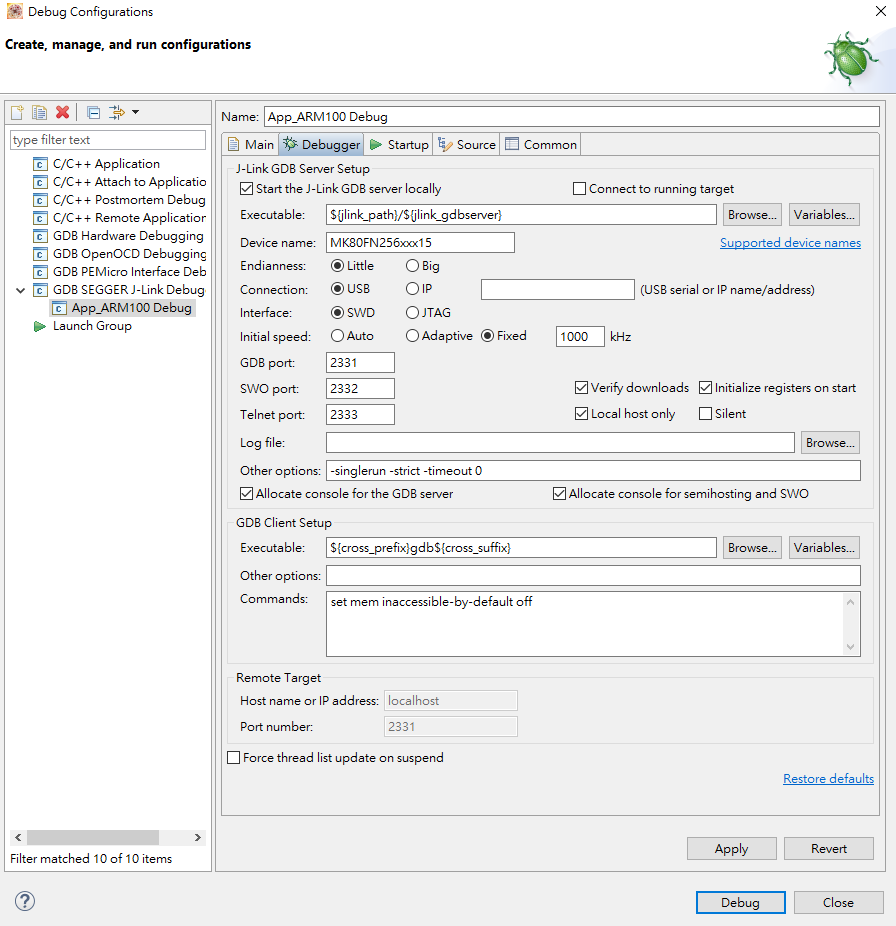 Debug Configurations
Create, manage, and run configurations
type filter text
C/C++ Application
C/C++ Attach to Applicatio
C/C++ Postmortem Debug
C/C++ Remote Application
GDB Hardware Debugging
GDB OpenOCD Debugging
GDB PEMicro Interface Deb
GDB SEGGER J-Link Debug
App_ARM100 Debug
Launch Group
Filter matched 10 of 10 items
Name: App_ARM100 Debug
Main Debugger Startup Source Common
J-Link GDB Server Setup
Start the J-Link GDB server locally Connect to running target
Executable: ${jlink_path}/${jlink_gdbserver} Browse... Variables...
Device name: MK80FN256xxx15 Supported device names
Endianness: Little Big
Connection: USB IP (USB serial or IP name/address)
Interface: SWD JTAG
Initial speed: Auto Adaptive Fixed 1000 kHz
GDB port: 2331
SWO port: 2332 Verify downloads Initialize registers on start
Telnet port: 2333 Local host only Silent
Log file: Browse...
Other options: -singlerun -strict -timeout 0
Allocate console for the GDB server Allocate console for semihosting and SWO
GDB Client Setup
Executable: ${cross_prefix}gdb${cross_suffix} Browse... Variables...
Other options:
Commands: set mem inaccessible-by-default off
Remote Target
Host name or IP address: localhost
Port number: 2331
Force thread list update on suspend
Restore defaults
Apply Revert
? Debug Close